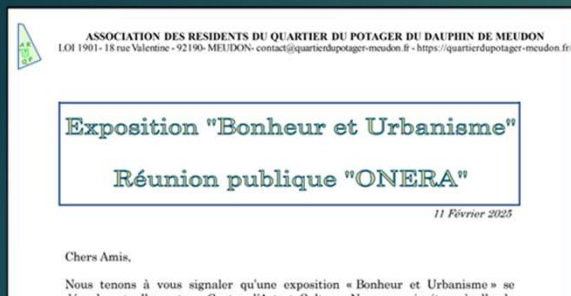 ASSOCIATION DES RESIDENTS DU QUARTIER DU POTAGER DU DAUPHIN DE MEUDON
LOI 1901- 18 rue Valentine - 92190- MEUDON- contact@quartierdupotager-meudon.fr - https://quartierdupotager-meudon.fr/
Exposition "Bonheur et Urbanisme"
Réunion publique "ONERA"
11 Février 2025
Chers Amis,
Nous tenons à vous signaler qu'une exposition « Bonheur et Urbanisme » se